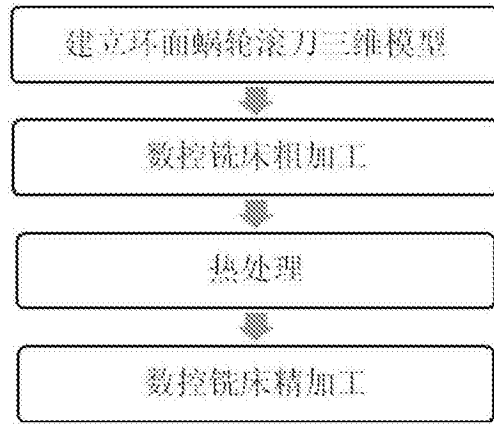 建立环面蜗轮滚刀三维模型
数控铣床粗加工
热处理
数控铣床精加工